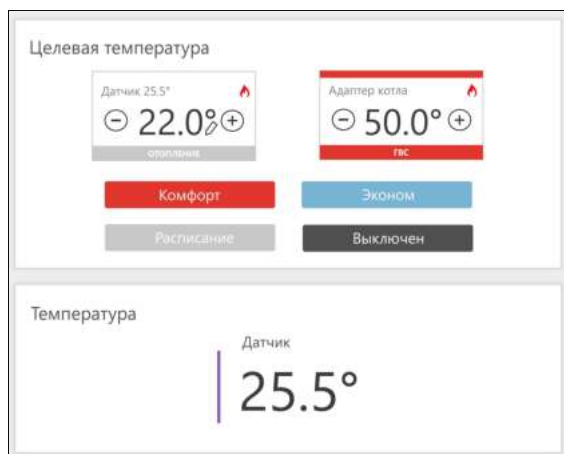 Целевая температура
Датчик 25.5°
22.0°
ОТОПЛЕНИЕ
Адаптер котла
50.0°
ГВС
Комфорт
Эконом
Расписание
Выключен
Температура
Датчик
25.5°